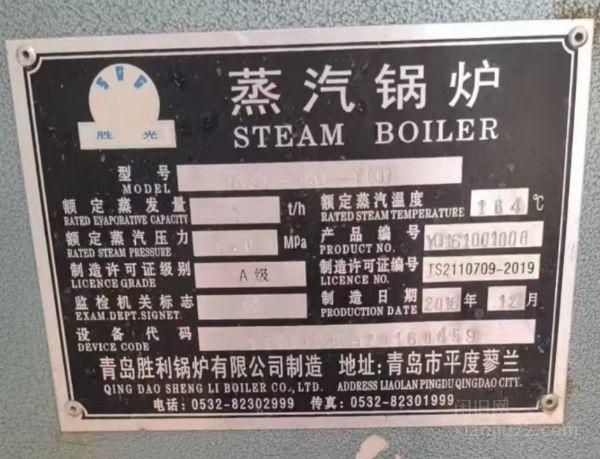 SGG
胜光
蒸汽锅炉
STEAM BOILER
型号
MODEL
额定蒸发量 t/h 额定蒸汽温度 184 ℃
RATED EVAPORATIVE CAPACITY RATED STEAM TEMPERATURE
额定蒸汽压力 1.0 MPa 产品编号
RATED STEAM PRESSURE PRODUCT NO.
制造许可证级别 A级 制造许可证编号 TS2110709-2019
LICENCE GRADE LICENCE NO.
监检机关标志 制造日期 2016 年 12 月
EXAM.DEPT.SIGNET. PRODUCTION DATE
设备代码
DEVICE CODE
青岛胜利锅炉有限公司制造 地址:青岛市平度蓼兰
QING DAO SHENG LI BOILER CO.,LTD. ADDRESS LIAOLAN PINGDU QINGDAO CITY.
电话:0532-82302999 传真:0532-82301999
闲旧网